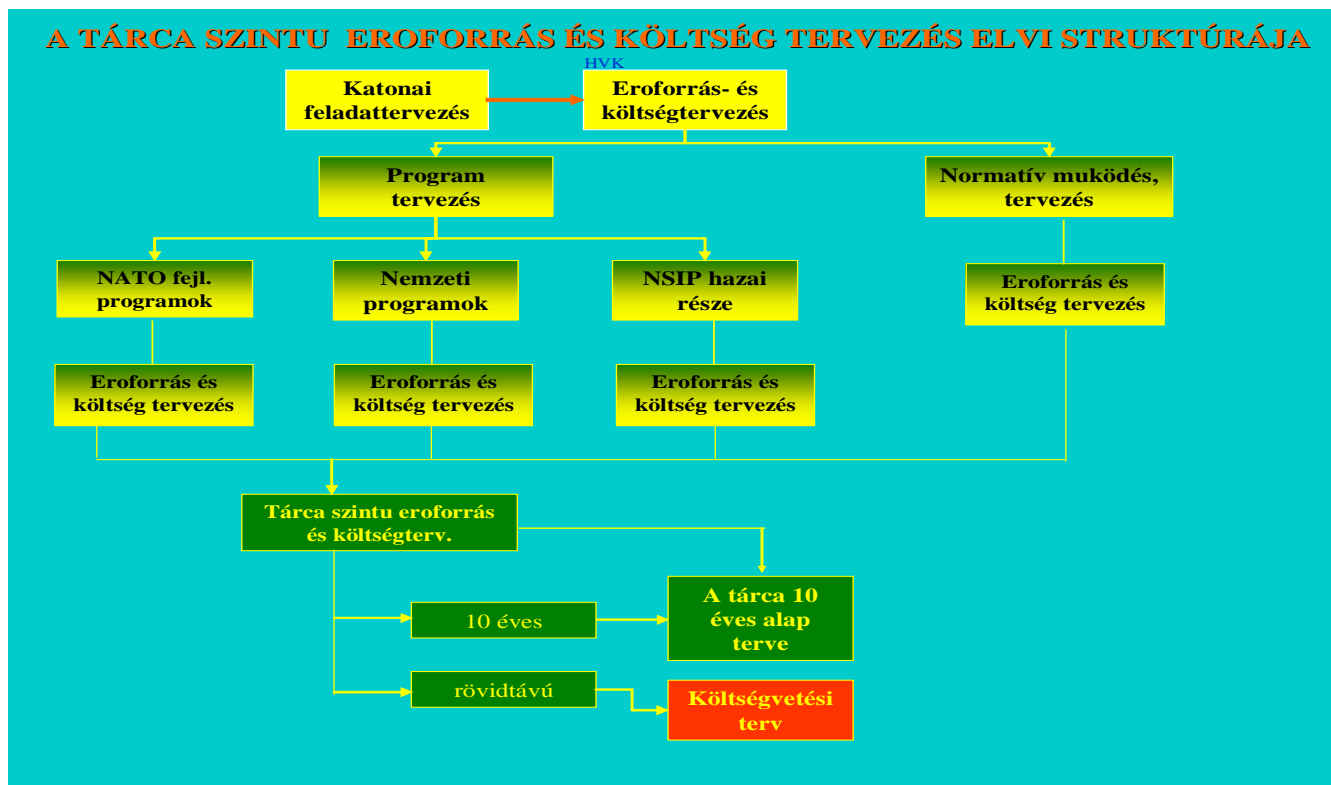 A TÁRCA SZINTU EROFORRÁS ÉS KÖLTSÉG TERVEZÉS ELVI STRUKTÚRÁJA
HVK
Katonai
feladattervezés
Eroforrás- és
költségtervezés
Program
tervezés
Normatív muködés,
tervezés
NATO fejl.
programok
Nemzeti
programok
NSIP hazai
része
Eroforrás és
költség tervezés
Eroforrás és
költség tervezés
Eroforrás és
költség tervezés
Eroforrás és
költség tervezés
Tárca szintu eroforrás
és költségterv.
10 éves
A tárca 10
éves alap
terve
rövidtávú
Költségvetési
terv